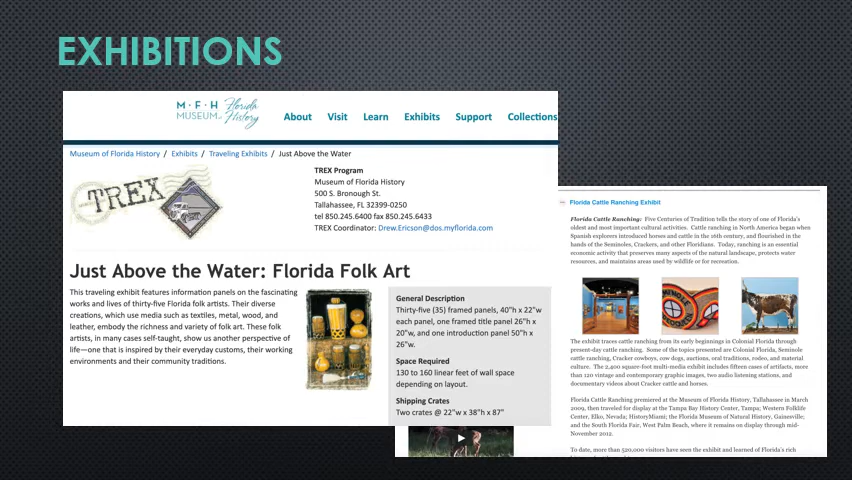 EXHIBITIONS
M·F·H Florida
MUSEUM of History
About Visit Learn Exhibits Support Collections
Museum of Florida History / Exhibits / Traveling Exhibits / Just Above the Water
TREX
TREX Program
Museum of Florida History
500 S. Bronough St.
Tallahassee, FL 32399-0250
tel 850.245.6400 fax 850.245.6433
TREX Coordinator: Drew.Ericson@dos.myflorida.com
Just Above the Water: Florida Folk Art
This traveling exhibit features information panels on the fascinating
works and lives of thirty-five Florida folk artists. Their diverse
creations, which use media such as textiles, metal, wood, and
leather, embody the richness and variety of folk art. These folk
artists, in many cases self-taught, show us another perspective of
life—one that is inspired by their everyday customs, their working
environments and their community traditions.
General Description
Thirty-five (35) framed panels, 40"h x 22"w
each panel, one framed title panel 26"h x
20"w, and one introduction panel 50"h x
26"w.
Space Required
130 to 160 linear feet of wall space
depending on layout.
Shipping Crates
Two crates @ 22"w x 38"h x 87"
Florida Cattle Ranching Exhibit
Florida Cattle Ranching: Five Centuries of Tradition tells the story of one of Florida's
oldest and most important cultural activities. Cattle ranching in North America began when
Spanish explorers introduced horses and cattle in the 16th century, and flourished in the
hands of the Seminoles, Crackers, and other Floridians. Today, ranching is an essential
economic activity that preserves many aspects of the natural landscape, protects water
resources, and maintains areas used by wildlife or for recreation.
The exhibit traces cattle ranching from its early beginnings in Colonial Florida through
present-day cattle ranching. Some of the topics presented are Colonial Florida, Seminole
cattle ranching, Cracker cowboys, cow dogs, auctions, oral traditions, rodeo, and material
culture. The 2,400 square-foot multi-media exhibit includes fifteen cases of artifacts, more
than 120 vintage and contemporary graphic images, two audio listening stations, and
documentary videos about Cracker cattle and horses.
Florida Cattle Ranching premiered at the Museum of Florida History, Tallahassee in March
2009, then traveled for display at the Tampa Bay History Center, Tampa; Western Folklife
Center, Elko, Nevada; HistoryMiami; the Florida Museum of Natural History, Gainesville;
and the South Florida Fair, West Palm Beach, where it remains on display through mid-
November 2012.
To date, more than 520,000 visitors have seen the exhibit and learned of Florida's rich